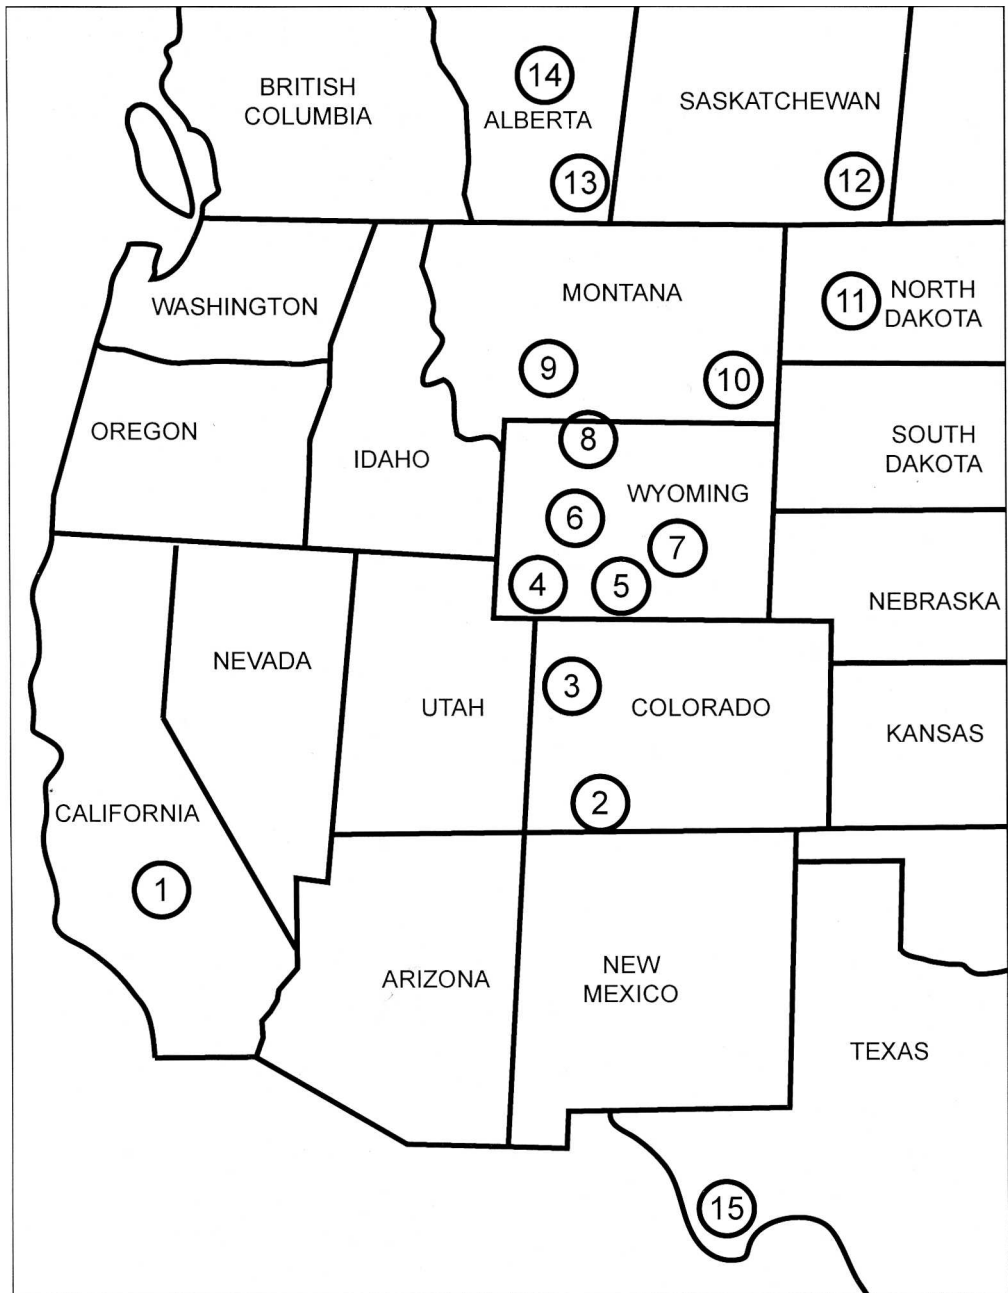 14
BRITISH
COLUMBIA
ALBERTA
SASKATCHEWAN
13
12
WASHINGTON
MONTANA
11
NORTH
DAKOTA
9
10
OREGON
IDAHO
8
SOUTH
DAKOTA
WYOMING
6
7
4
5
NEBRASKA
NEVADA
3
UTAH
COLORADO
KANSAS
2
CALIFORNIA
1
ARIZONA
NEW
MEXICO
TEXAS
15